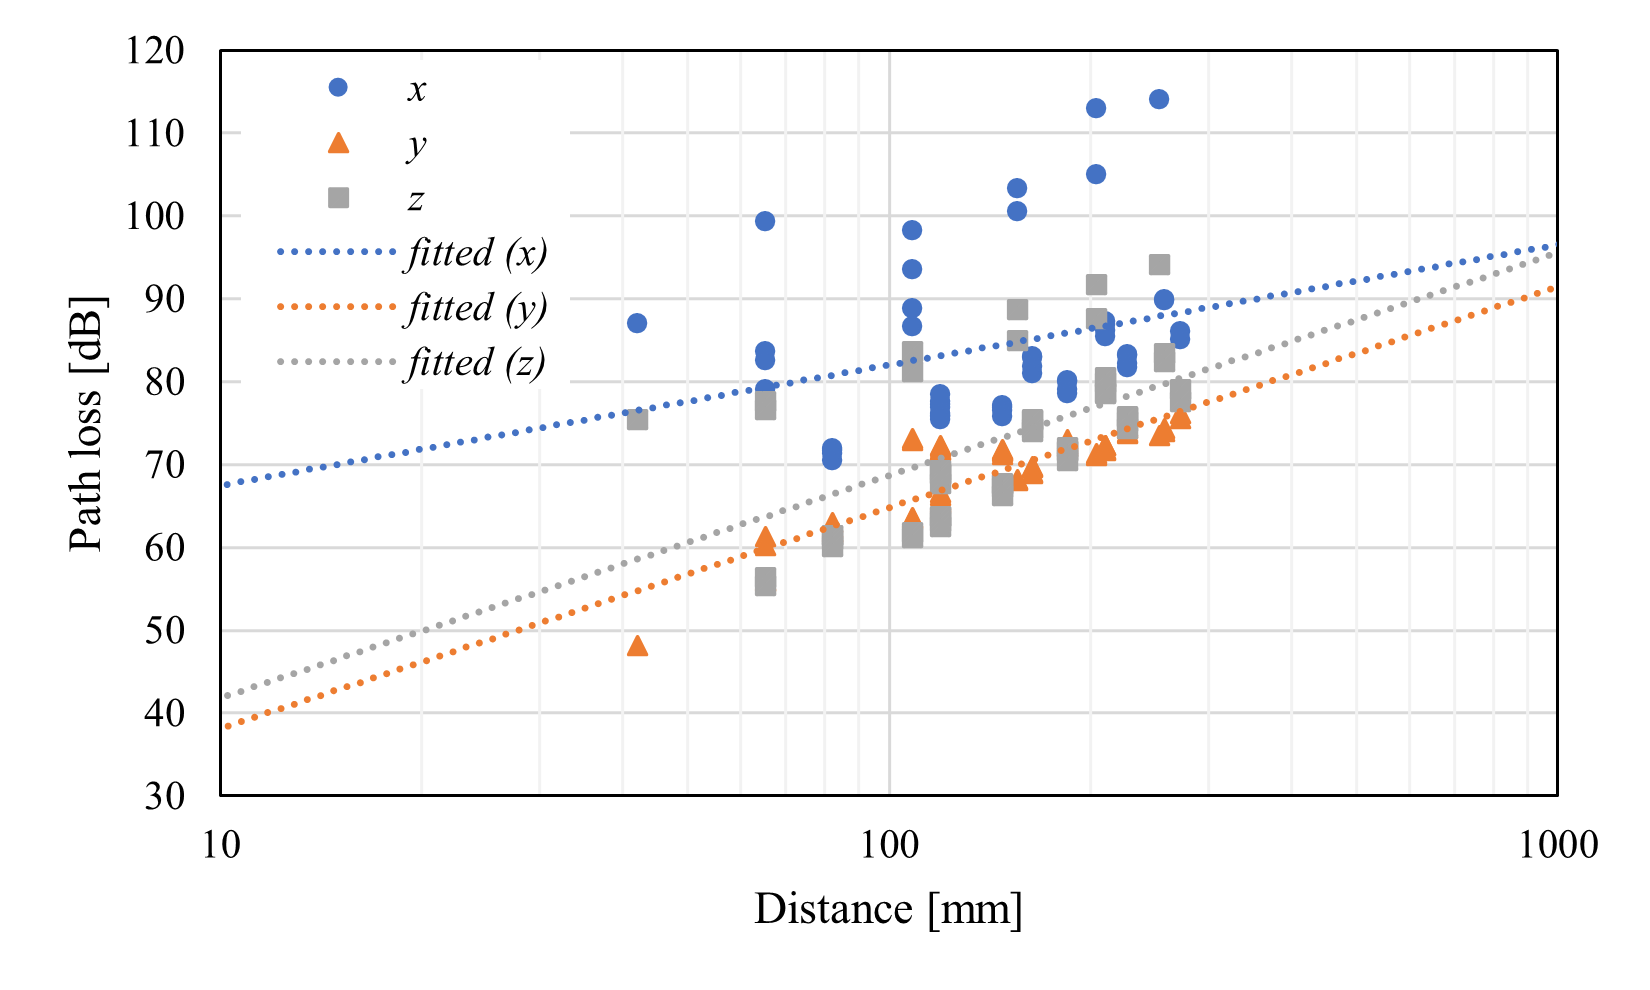 120
110
100
90
80
70
60
50
40
30
Path loss [dB]
x
y
z
fitted (x)
fitted (y)
fitted (z)
10
100
1000
Distance [mm]